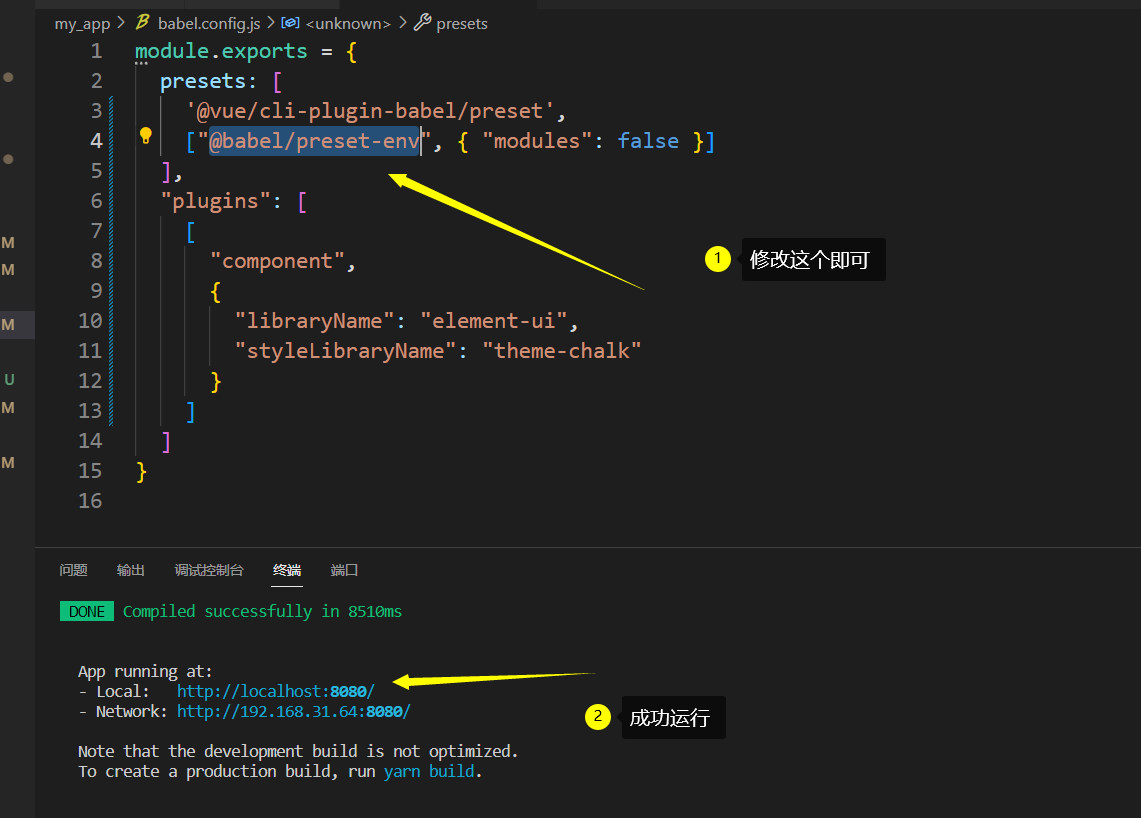 my_app > babel.config.js > <unknown> > presets
1 module.exports = {
2 presets: [
3 '@vue/cli-plugin-babel/preset',
4 ["@babel/preset-env", { "modules": false }]
5 ],
6 "plugins": [
7 [
8 "component",
9 {
10 "libraryName": "element-ui",
11 "styleLibraryName": "theme-chalk"
12 }
13 ]
14 ]
15 }
16
M
M
M
U
M
M
1 修改这个即可
问题 输出 调试控制台 终端 端口
DONE Compiled successfully in 8510ms
App running at:
- Local: http://localhost:8080/
- Network: http://192.168.31.64:8080/
2 成功运行
Note that the development build is not optimized.
To create a production build, run yarn build.